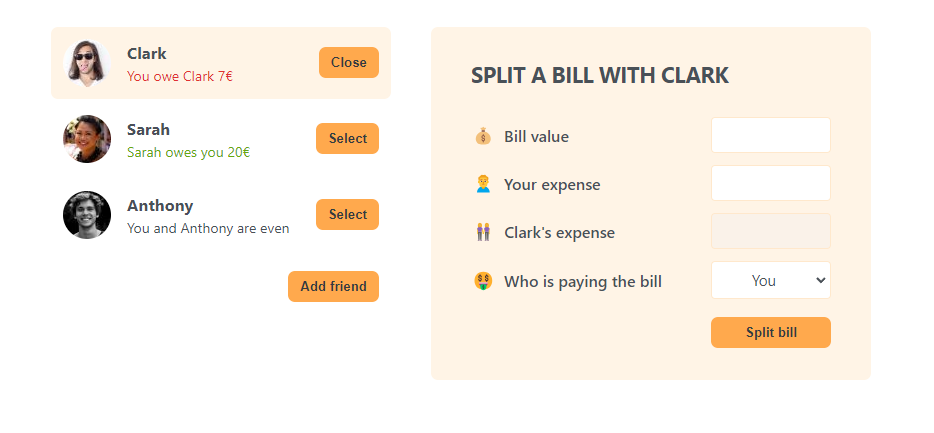 Clark
You owe Clark 7€
Close
Sarah
Sarah owes you 20€
Select
Anthony
You and Anthony are even
Select
Add friend
SPLIT A BILL WITH CLARK
💰 Bill value
🧍‍♂️ Your expense
👭 Clark's expense
🤑 Who is paying the bill
You
Split bill